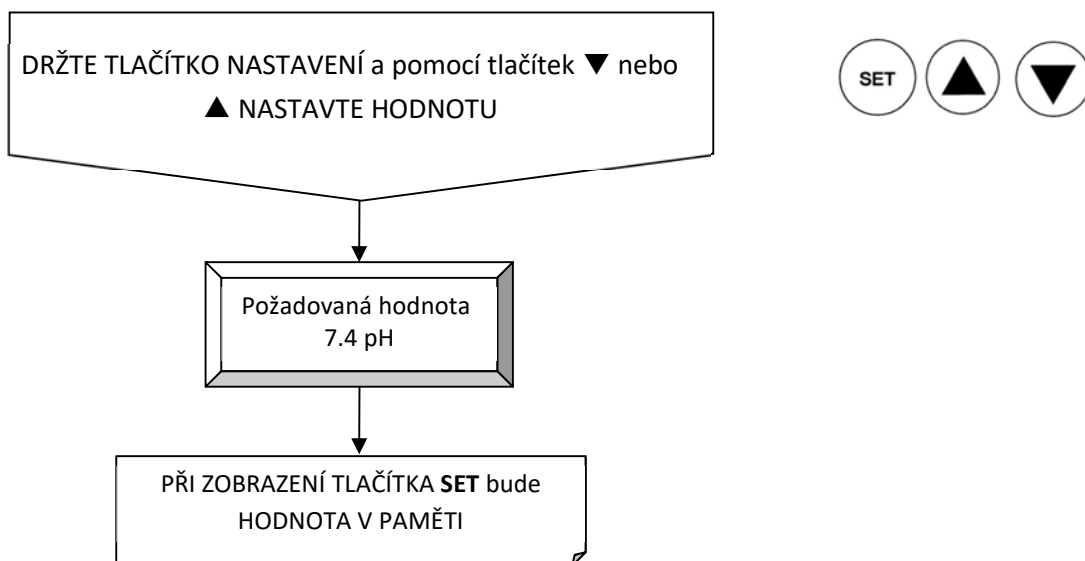 DRŽTE TLAČÍTKO NASTAVENÍ a pomocí tlačítek ▼ nebo
▲ NASTAVTE HODNOTU
SET
Požadovaná hodnota
7.4 pH
PŘI ZOBRAZENÍ TLAČÍTKA SET bude
HODNOTA V PAMĚTI